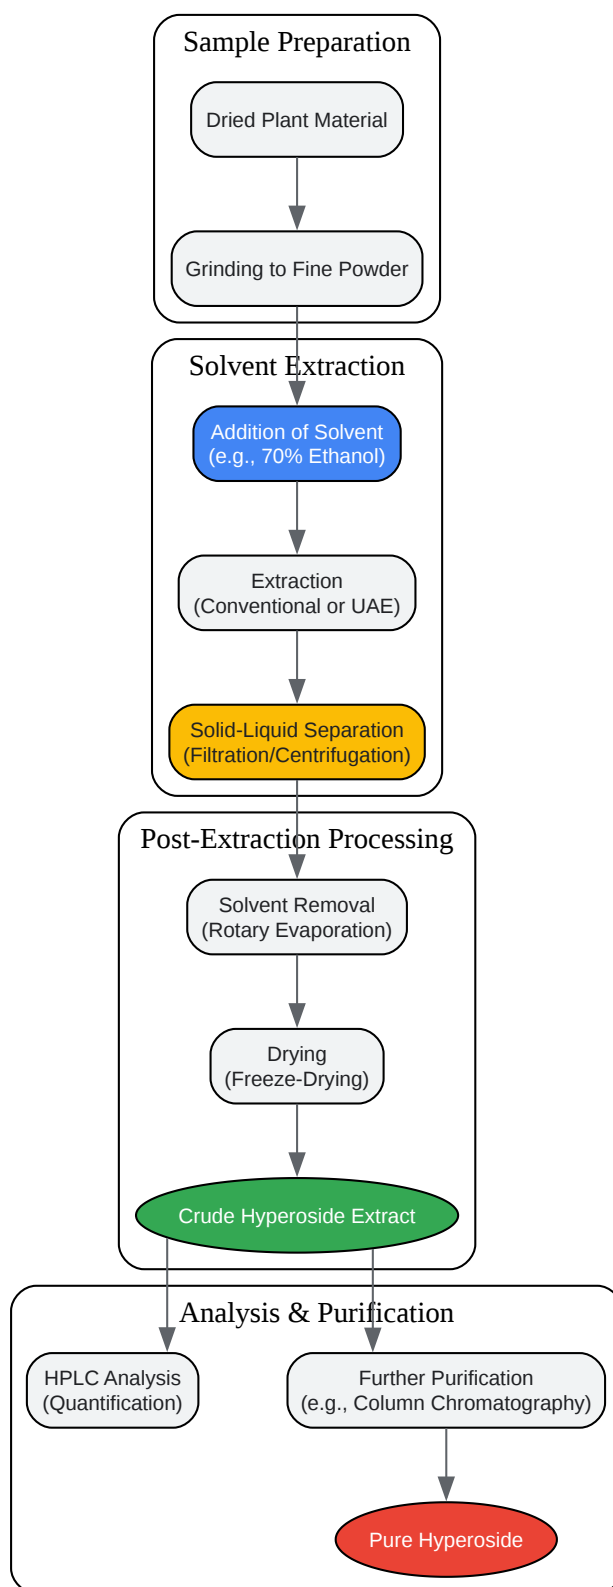 Sample Preparation
Dried Plant Material
Grinding to Fine Powder
Solvent Extraction
Addition of Solvent
(e.g., 70% Ethanol)
Extraction
(Conventional or UAE)
Solid-Liquid Separation
(Filtration/Centrifugation)
Post-Extraction Processing
Solvent Removal
(Rotary Evaporation)
Drying
(Freeze-Drying)
Crude Hyperoside Extract
Analysis & Purification
HPLC Analysis
(Quantification)
Further Purification
(e.g., Column Chromatography)
Pure Hyperoside